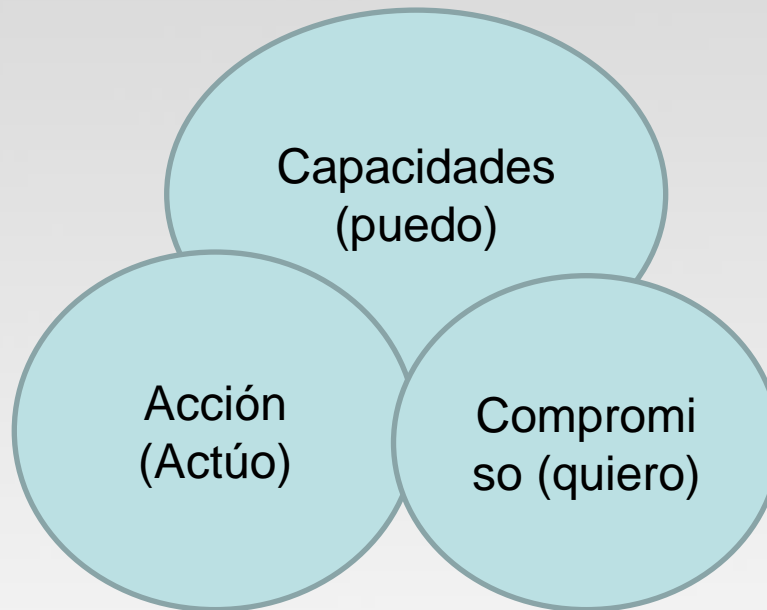 Capacidades
(puedo)
Acción
(Actúo)
Compromi
so (quiero)